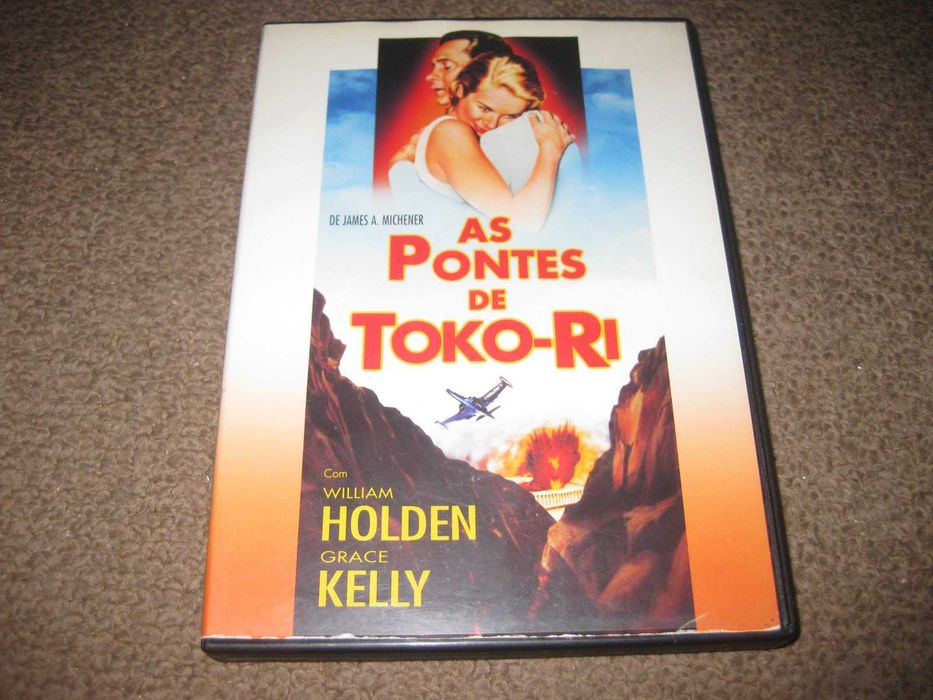 DE JAMES A. MICHENER
AS
PONTES
DE
TOKO-RI
Com
WILLIAM
HOLDEN
GRACE
KELLY